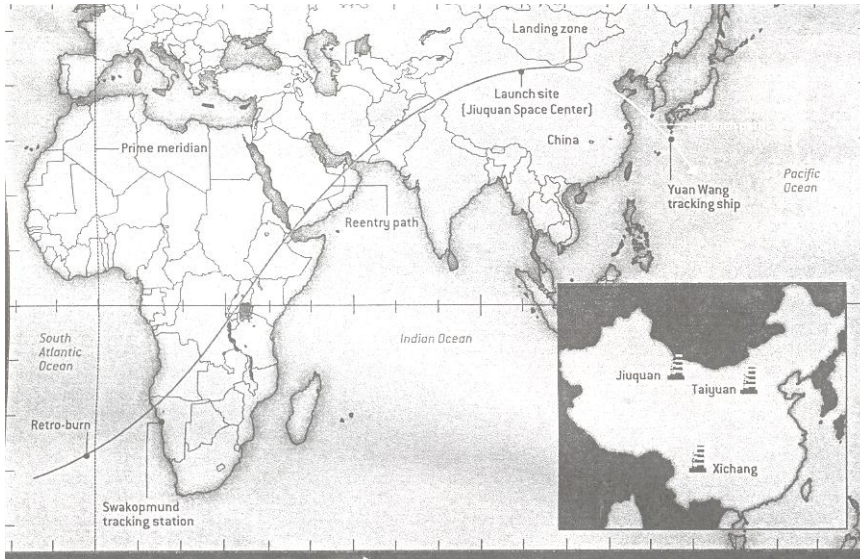 Landing zone
Launch site
(Jiuquan Space Center)
Prime meridian
China
Pacific
Ocean
Yuan Wang
tracking ship
Reentry path
South
Atlantic
Ocean
Indian Ocean
Jiuquan
Taiyuan
Retro-burn
Xichang
Swakopmund
tracking station